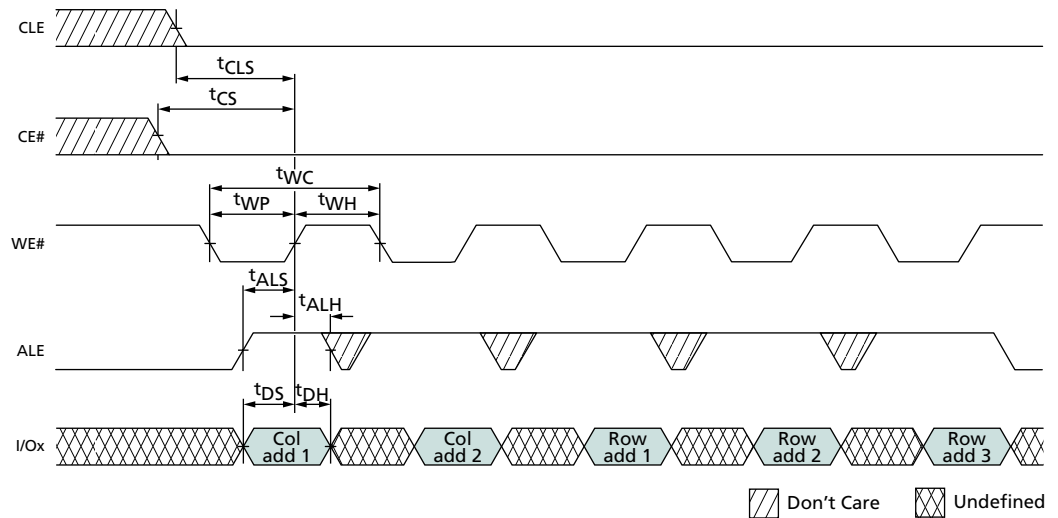 CLE
tCLS
tCS
CE#
tWC
tWP
tWH
WE#
tALS
tALH
ALE
tDS
tDH
I/Ox
Col
add 1
Col
add 2
Row
add 1
Row
add 2
Row
add 3
Don't Care
Undefined